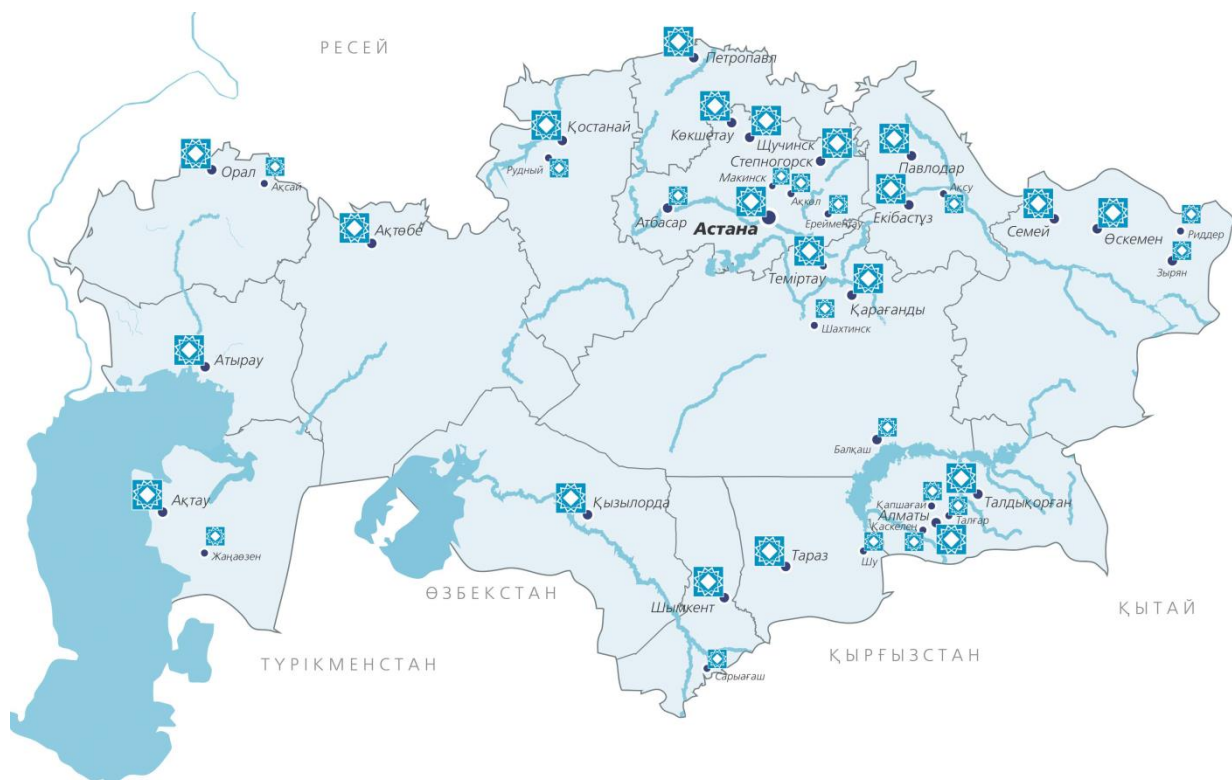 РЕСЕЙ
Петропавл
Қостанай
Көкшетау
Щучинск
Степногорск
Павлодар
Рудный
Макинск
Ақкөл
Орал
Ақсай
Ақсу
Атбасар
Астана
Ерейментау
Екібастұз
Семей
Өскемен
Риддер
Зырян
Ақтөбе
Теміртау
Қарағанды
Шахтинск
Атырау
Балқаш
Ақтау
Қызылорда
Қапшағай
Талдықорған
Алматы
Талғар
Қаскелең
Жаңаөзен
Шу
Тараз
ӨЗБЕКСТАН
Шымкент
ҚЫТАЙ
ТҮРІКМЕНСТАН
ҚЫРҒЫЗСТАН
Сарыағаш